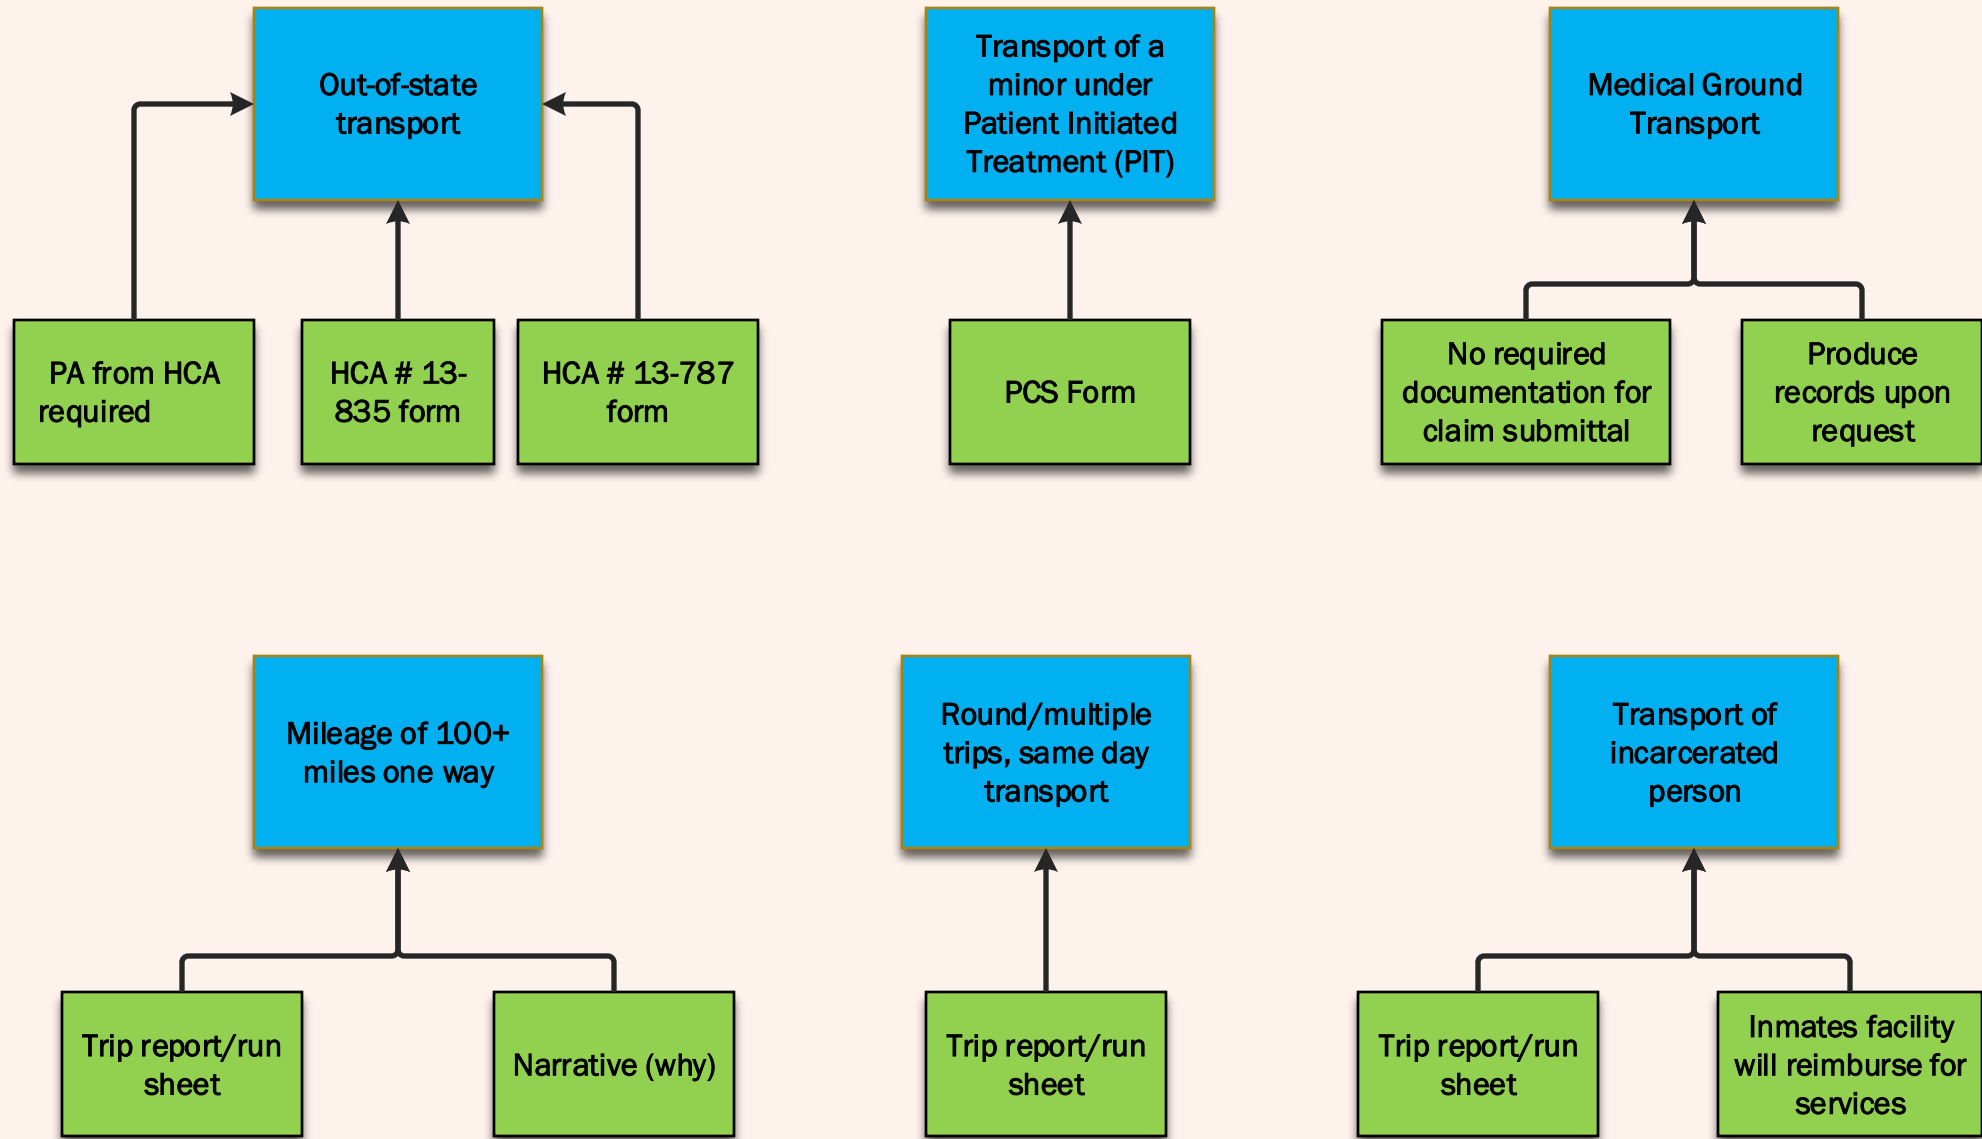 Out-of-state
transport
Transport of a
minor under
Patient Initiated
Treatment (PIT)
Medical Ground
Transport
PA from HCA
required
HCA # 13-
835 form
HCA # 13-787
form
PCS Form
No required
documentation for
claim submittal
Produce
records upon
request
Mileage of 100+
miles one way
Round/multiple
trips, same day
transport
Transport of
incarcerated
person
Trip report/run
sheet
Narrative (why)
Trip report/run
sheet
Trip report/run
sheet
Inmates facility
will reimburse for
services